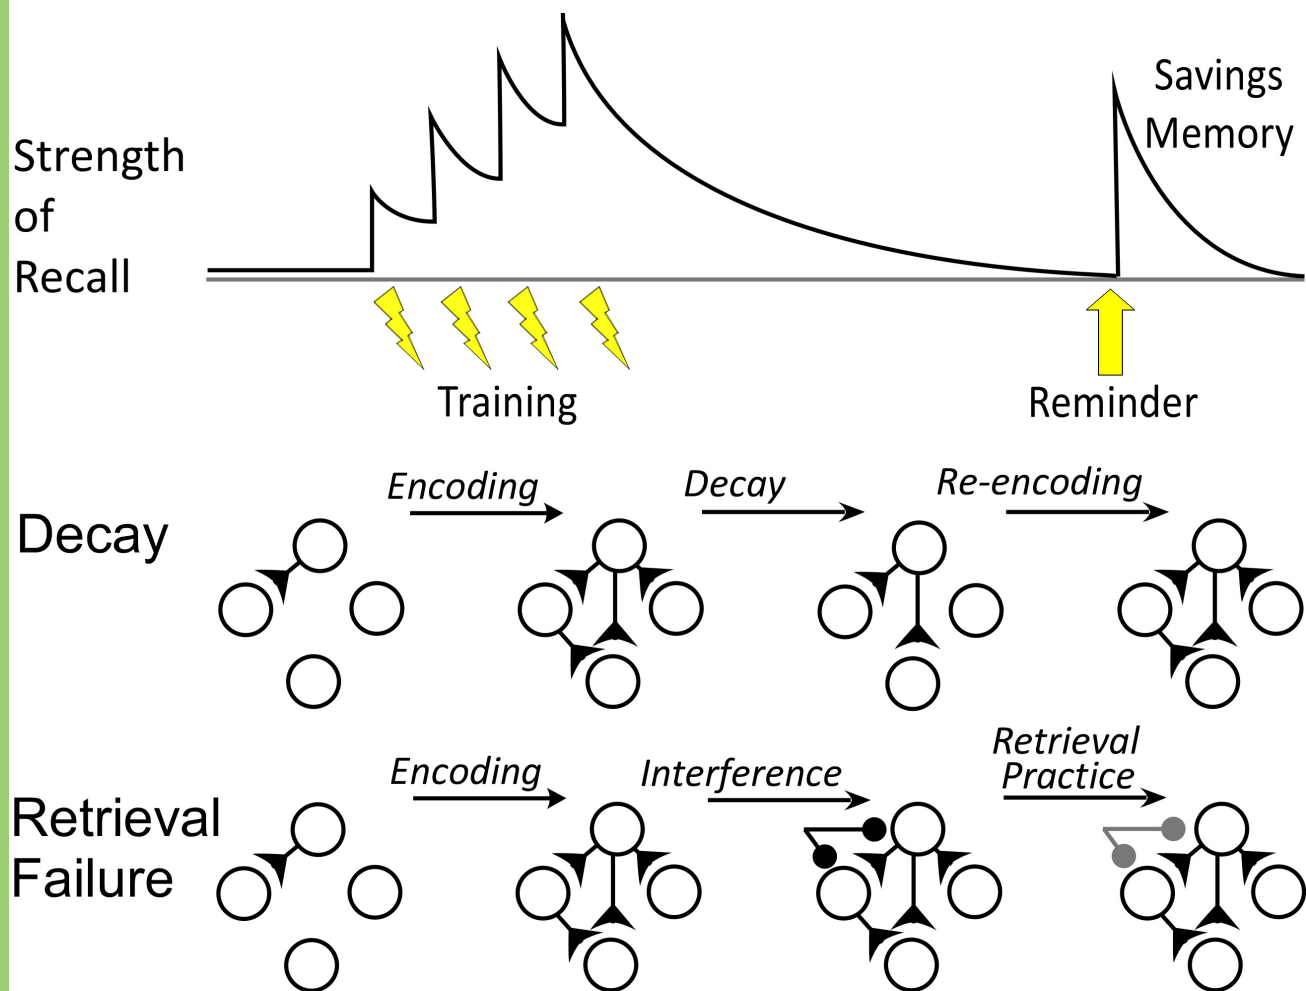 Strength
of
Recall
Savings
Memory
Training
Reminder
Decay
Encoding
Decay
Re-encoding
Retrieval
Failure
Encoding
Interference
Retrieval
Practice